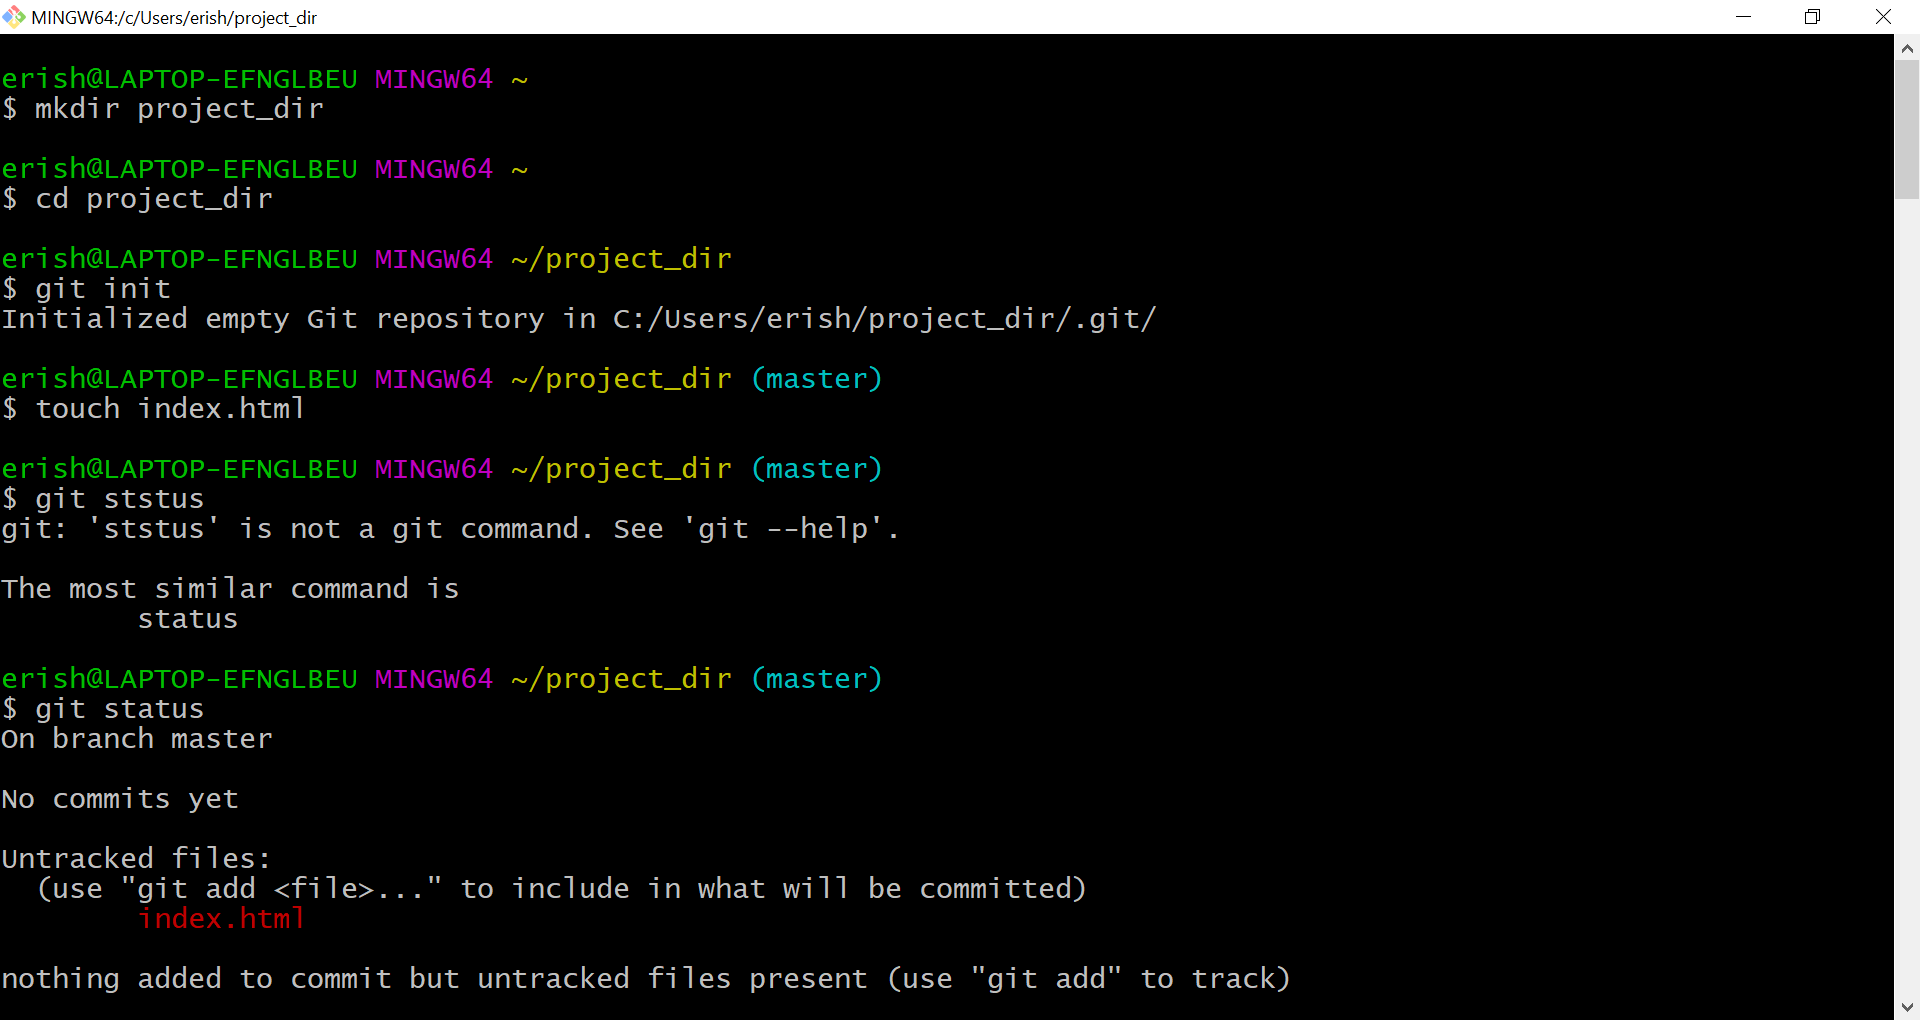 MINGW64:/c/Users/erish/project_dir
erish@LAPTOP-EFNGLBEU MINGW64 ~
$ mkdir project_dir
erish@LAPTOP-EFNGLBEU MINGW64 ~
$ cd project_dir
erish@LAPTOP-EFNGLBEU MINGW64 ~/project_dir
$ git init
Initialized empty Git repository in C:/Users/erish/project_dir/.git/
erish@LAPTOP-EFNGLBEU MINGW64 ~/project_dir (master)
$ touch index.html
erish@LAPTOP-EFNGLBEU MINGW64 ~/project_dir (master)
$ git ststus
git: 'ststus' is not a git command. See 'git --help'.
The most similar command is
        status
erish@LAPTOP-EFNGLBEU MINGW64 ~/project_dir (master)
$ git status
On branch master
No commits yet
Untracked files:
  (use "git add <file>..." to include in what will be committed)
        index.html
nothing added to commit but untracked files present (use "git add" to track)